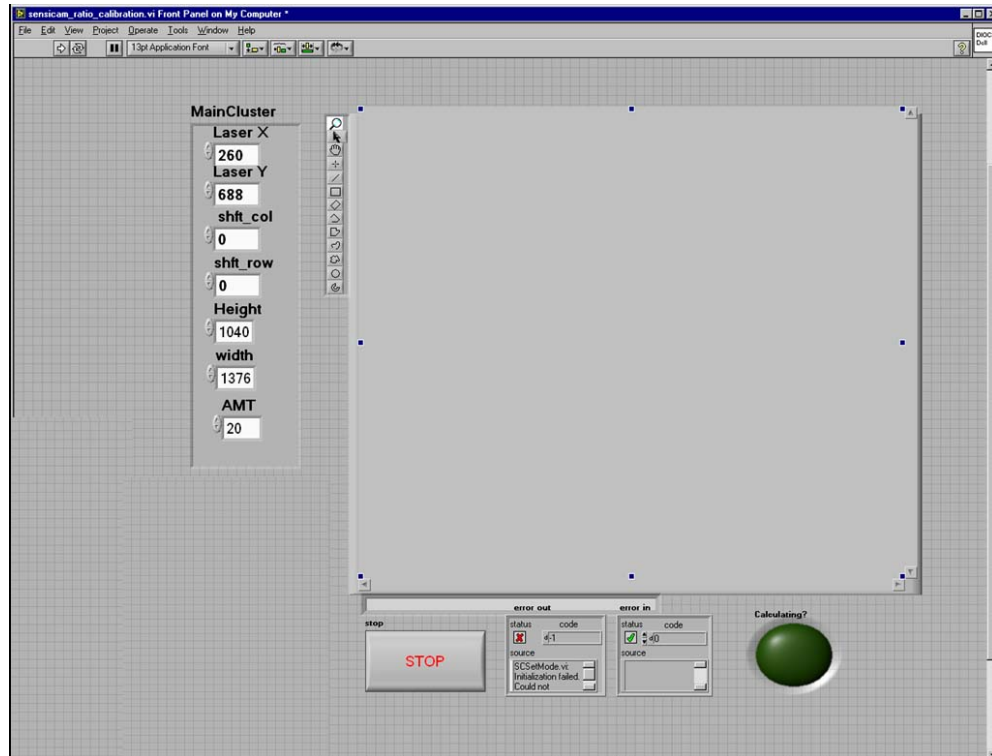 sensicam_ratio_calibration.vi Front Panel on My Computer *
File Edit View Project Operate Tools Window Help
13pt Application Font
DIOC
MainCluster
Laser X
260
Laser Y
688
shft_col
0
shft_row
0
Height
1040
width
1376
AMT
20
error out
error in
Calculating?
stop
status code
status code
STOP
-1
d0
source
source
SCSetMode.vi:
Initialization failed.
Could not